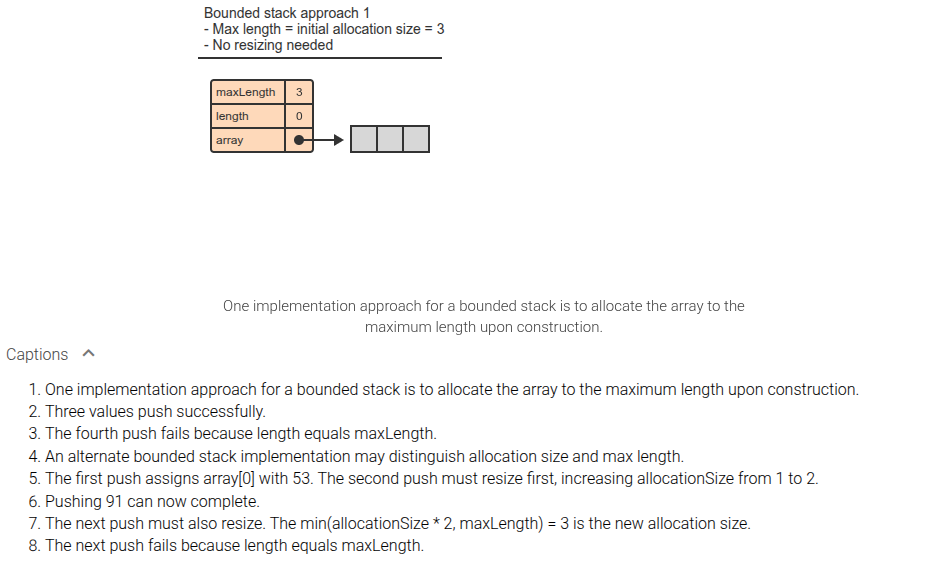 Bounded stack approach 1
- Max length = initial allocation size = 3
- No resizing needed
maxLength 3
length 0
array
One implementation approach for a bounded stack is to allocate the array to the
maximum length upon construction.
Captions
1. One implementation approach for a bounded stack is to allocate the array to the maximum length upon construction.
2. Three values push successfully.
3. The fourth push fails because length equals maxLength.
4. An alternate bounded stack implementation may distinguish allocation size and max length.
5. The first push assigns array[0] with 53. The second push must resize first, increasing allocationSize from 1 to 2.
6. Pushing 91 can now complete.
7. The next push must also resize. The min(allocationSize * 2, maxLength) = 3 is the new allocation size.
8. The next push fails because length equals maxLength.